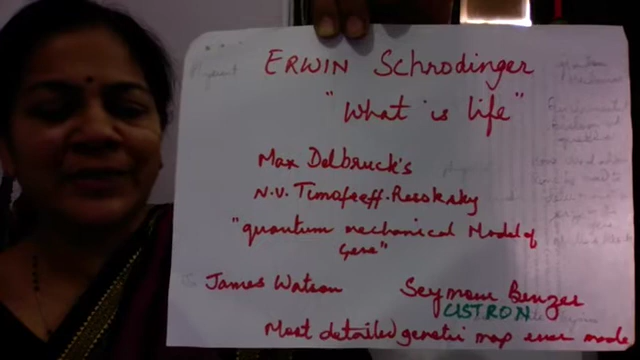 ERWIN Schrodinger
"What is life"
Max Delbruck's
N.V. Timofeeff-Resoksky
"quantum mechanical Model of
Gene"
James Watson
Seymour Benzer
CISTRON
Most detailed genetic map ever made